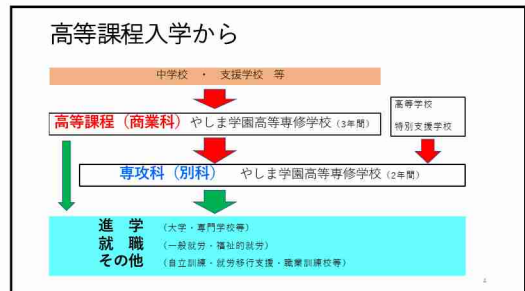 高等課程入学から
中学校 ・ 支援学校 等
高等課程（商業科）やしま学園高等専修学校（3年間）
高等学校
特別支援学校
専攻科（別科） やしま学園高等専修学校（2年間）
進 学 （大学・専門学校等）
就 職 （一般就労・福祉的就労）
その他 （自立訓練・就労移行支援・職業訓練校等）
4